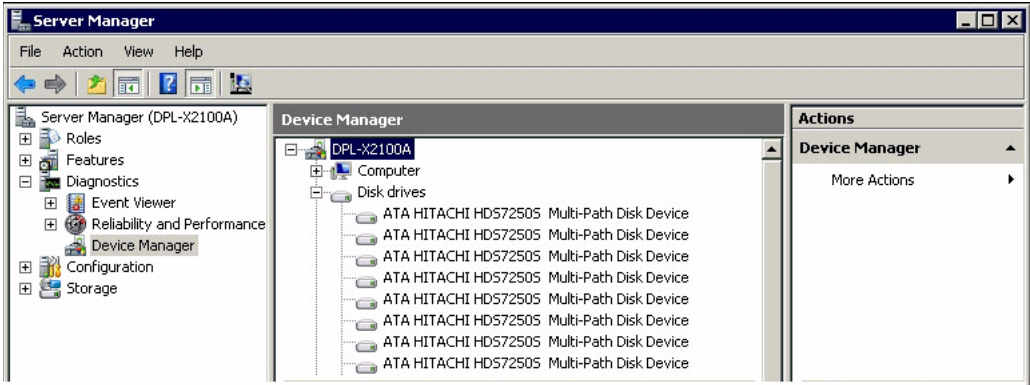 Server Manager
File Action View Help
Server Manager (DPL-X2100A)
Roles
Features
Diagnostics
Event Viewer
Reliability and Performance
Device Manager
Configuration
Storage
Device Manager
DPL-X2100A
Computer
Disk drives
ATA HITACHI HDS7250S Multi-Path Disk Device
ATA HITACHI HDS7250S Multi-Path Disk Device
ATA HITACHI HDS7250S Multi-Path Disk Device
ATA HITACHI HDS7250S Multi-Path Disk Device
ATA HITACHI HDS7250S Multi-Path Disk Device
ATA HITACHI HDS7250S Multi-Path Disk Device
ATA HITACHI HDS7250S Multi-Path Disk Device
ATA HITACHI HDS7250S Multi-Path Disk Device
Actions
Device Manager
More Actions